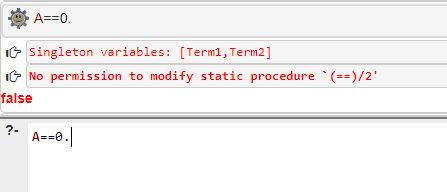 A==0.
Singleton variables: [Term1,Term2]
No permission to modify static procedure `(==)/2'
false
?- A==0.